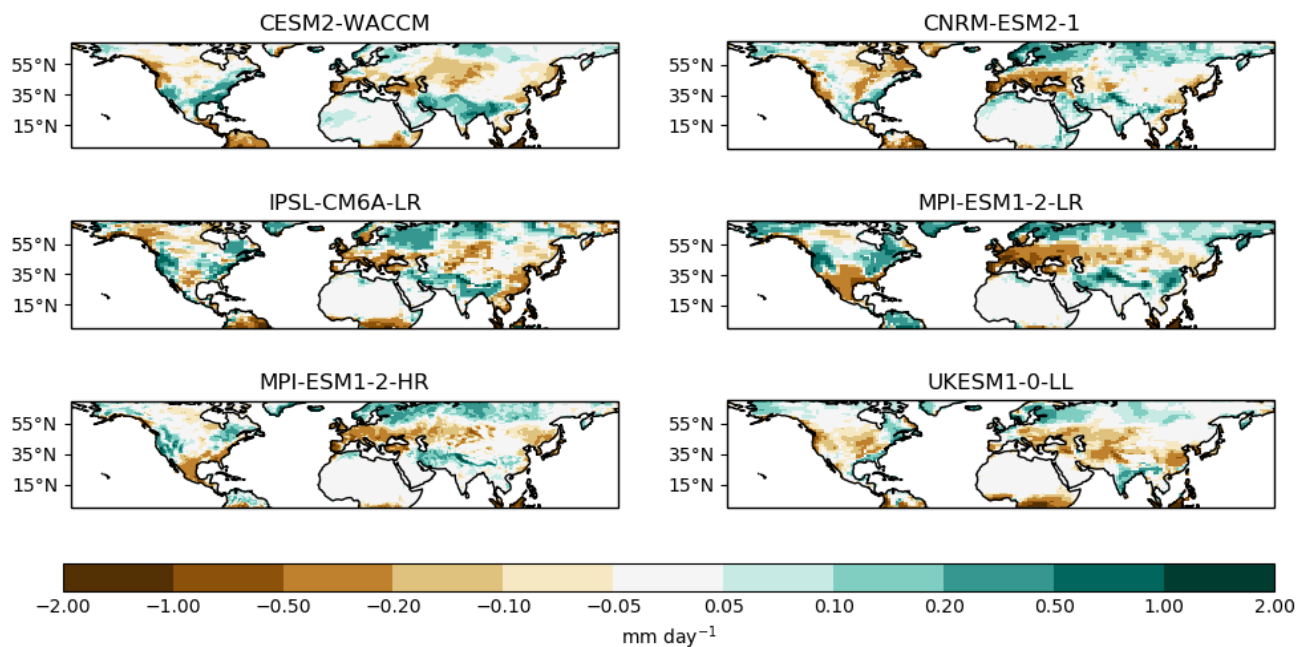 CESM2-WACCM
CNRM-ESM2-1
55°N
35°N
15°N
55°N
35°N
15°N
IPSL-CM6A-LR
MPI-ESM1-2-LR
55°N
35°N
15°N
55°N
35°N
15°N
MPI-ESM1-2-HR
UKESM1-0-LL
55°N
35°N
15°N
55°N
35°N
15°N
−2.00 −1.00 −0.50 −0.20 −0.10 −0.05 0.05 0.10 0.20 0.50 1.00 2.00
mm day⁻¹